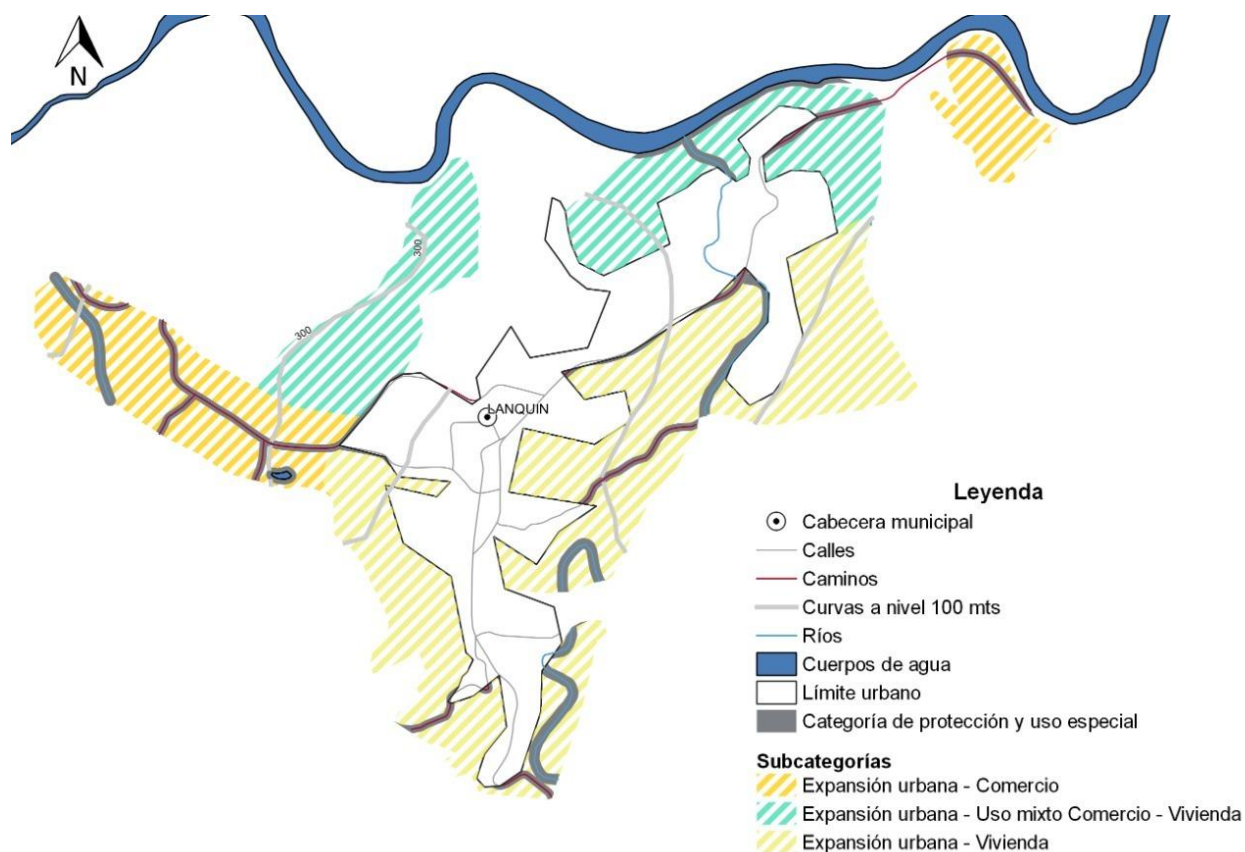 N
300
300
LANQUIN
Leyenda
Cabecera municipal
Calles
Caminos
Curvas a nivel 100 mts
Ríos
Cuerpos de agua
Límite urbano
Categoría de protección y uso especial
Subcategorías
Expansión urbana - Comercio
Expansión urbana - Uso mixto Comercio - Vivienda
Expansión urbana - Vivienda